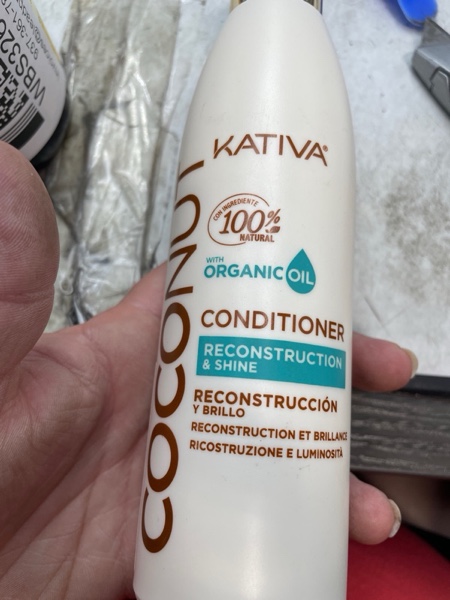 WBS326
KATIVA®
CON INGREDIENTE
100%
NATURAL
WITH
ORGANIC OIL
COCONUT
CONDITIONER
RECONSTRUCTION
& SHINE
RECONSTRUCCIÓN
Y BRILLO
RECONSTRUCTION ET BRILLANCE
RICOSTRUZIONE E LUMINOSITÀ